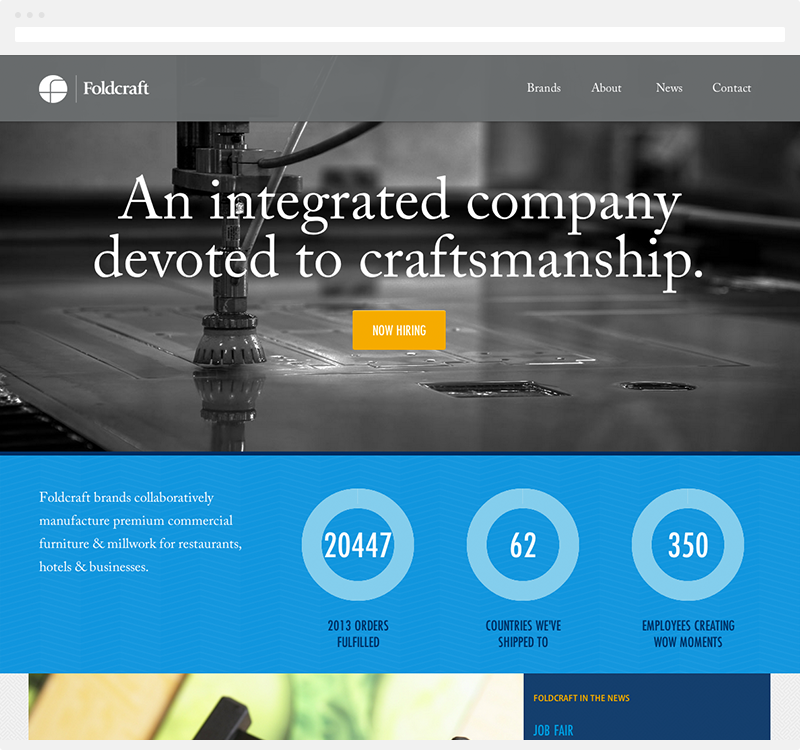 Foldcraft
Brands About News Contact
An integrated company
devoted to craftsmanship.
NOW HIRING
Foldcraft brands collaboratively
manufacture premium commercial
furniture & millwork for restaurants,
hotels & businesses.
20447
2013 ORDERS
FULFILLED
62
COUNTRIES WE'VE
SHIPPED TO
350
EMPLOYEES CREATING
WOW MOMENTS
FOLDCRAFT IN THE NEWS
JOB FAIR